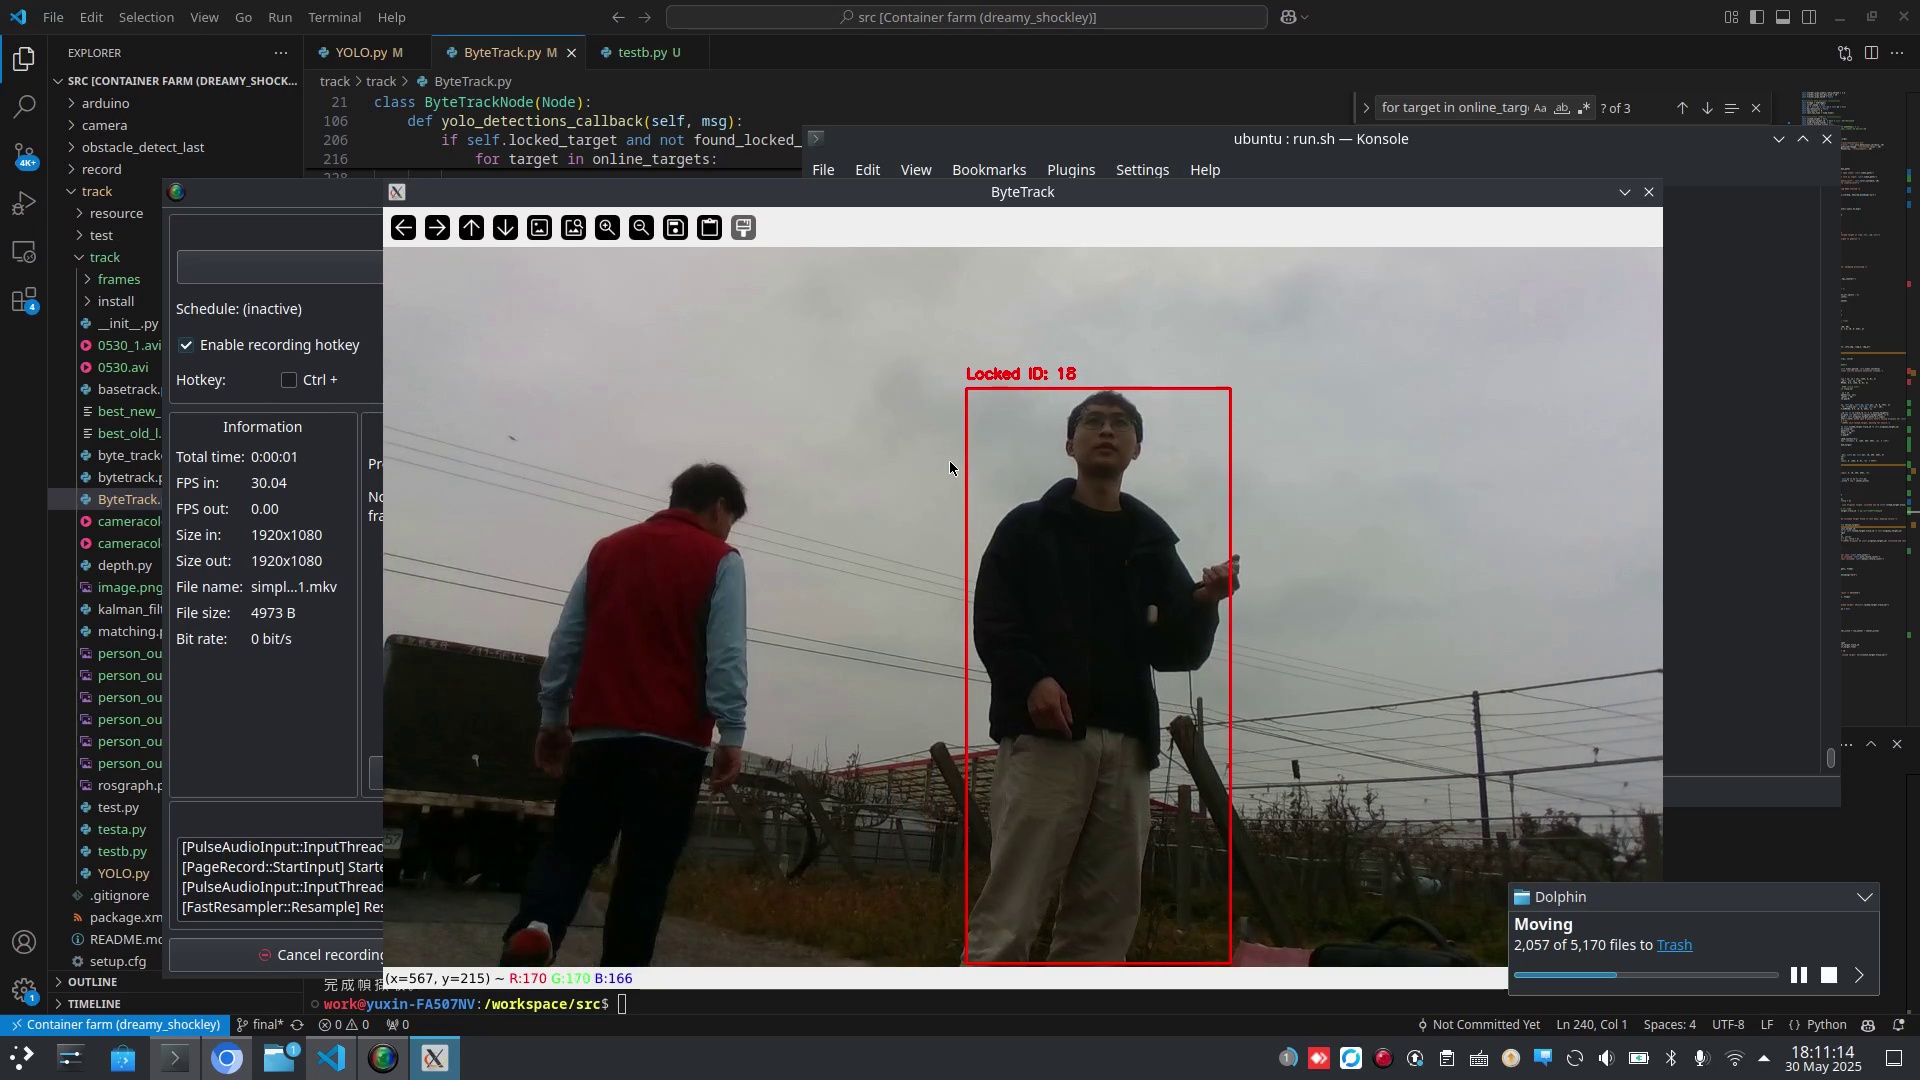 File Edit Selection View Go Run Terminal Help
src [Container farm (dreamy_shockley)]
EXPLORER
SRC [CONTAINER FARM (DREAMY_SHOCK...
arduino
camera
obstacle_detect_last
record
track
resource
test
track
frames
install
__init__.py
0530_1.avi
0530.avi
basetrack.
best_new_
best_old_l.
byte_track
bytetrack.p
ByteTrack.
cameracol
cameracol
depth.py
image.png
kalman_filt
matching.p
person_ou
person_ou
person_ou
person_ou
person_ou
person_ou
rosgraph.p
test.py
testa.py
testb.py
YOLO.py
.gitignore
package.xm
README.md
setup.cfg
OUTLINE
TIMELINE
4K+
4
1
YOLO.py M
ByteTrack.py M
testb.py U
track > track > ByteTrack.py
21 class ByteTrackNode(Node):
106 def yolo_detections_callback(self, msg):
206 if self.locked_target and not found_locked_
216 for target in online_targets:
for target in online_targ Aa ab ? of 3
ubuntu : run.sh — Konsole
File Edit View Bookmarks Plugins Settings Help
Schedule: (inactive)
Enable recording hotkey
Hotkey: Ctrl +
Information
Total time: 0:00:01
FPS in: 30.04
FPS out: 0.00
Size in: 1920x1080
Size out: 1920x1080
File name: simpl...1.mkv
File size: 4973 B
Bit rate: 0 bit/s
Pr
No
fra
[PulseAudioInput::InputThread
[PageRecord::StartInput] Starte
[PulseAudioInput::InputThread
[FastResampler::Resample] Res
Cancel recording
ByteTrack
Locked ID: 18
(x=567, y=215) ~ R:170 G:170 B:166
work@yuxin-FA507NV:/workspace/src$
Dolphin
Moving
2,057 of 5,170 files to Trash
Container farm (dreamy_shockley) final* 0 0 0
Not Committed Yet Ln 240, Col 1 Spaces: 4 UTF-8 LF Python
1
1
18:11:14
30 May 2025